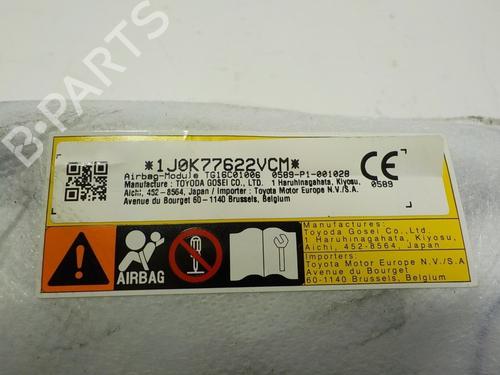 B-PARTS
*1J0K77622VCM*
Airbag-Module TG16C01006 0589-P1-001028
Manufacture : TOYODA GOSEI CO., LTD. 1 Haruhinagahata, Kiyosu,
Aichi, 452-8564, Japan / Importer : Toyota Motor Europe N.V./S.A.
Avenue du Bourget 60-1140 Brussels, Belgium
CE
0589
AIRBAG
Manufactures:
Toyoda Gosei Co.,Ltd.
1 Haruhinagahata, Kiyosu,
Aichi, 452-8564, Japan
Importers:
Toyota Motor Europe N.V./S.A
Avenue du Bourget
60-1140 Brussels, Belgium